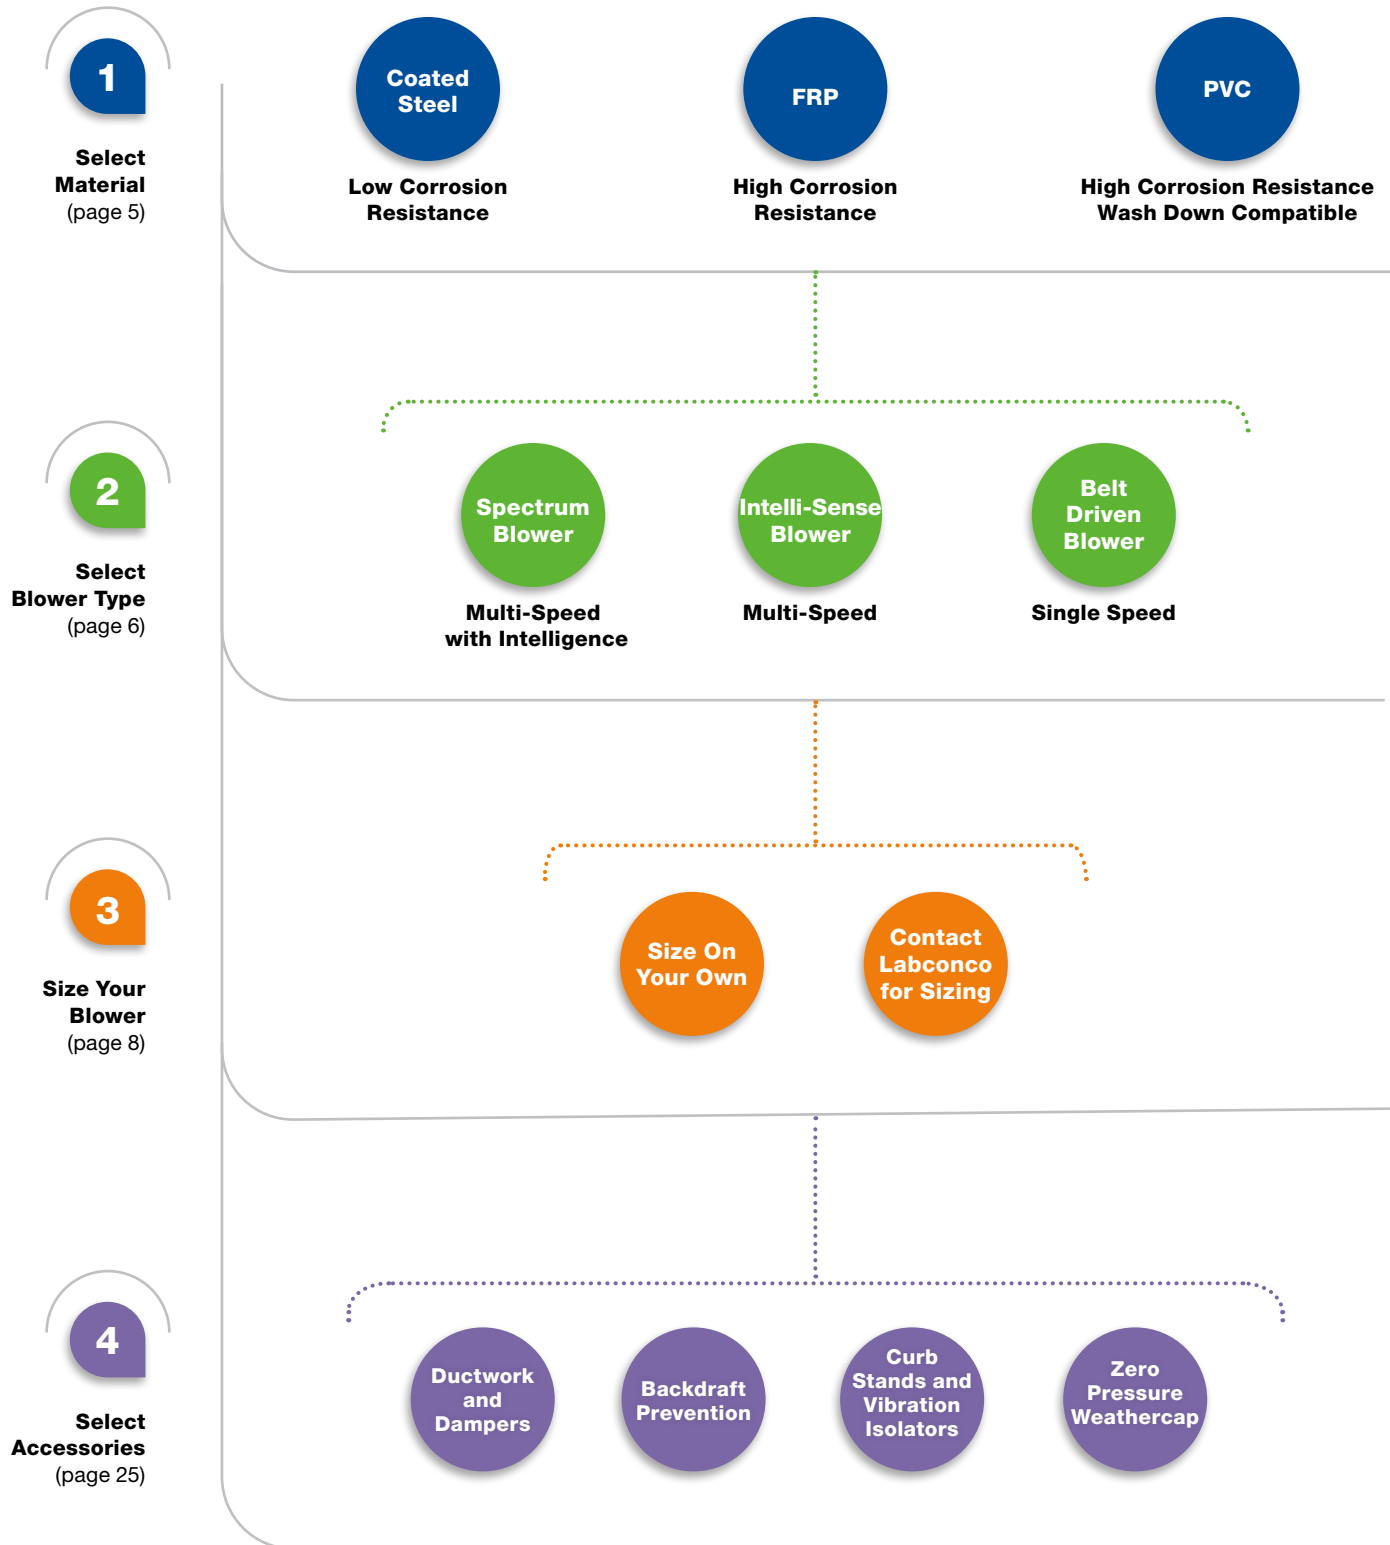 1
Select
Material
(page 5)
Coated
Steel
Low Corrosion
Resistance
FRP
High Corrosion
Resistance
PVC
High Corrosion Resistance
Wash Down Compatible
2
Select
Blower Type
(page 6)
Spectrum
Blower
Multi-Speed
with Intelligence
Intelli-Sense
Blower
Multi-Speed
Belt
Driven
Blower
Single Speed
3
Size Your
Blower
(page 8)
Size On
Your Own
Contact
Labconco
for Sizing
4
Select
Accessories
(page 25)
Ductwork
and
Dampers
Backdraft
Prevention
Curb
Stands and
Vibration
Isolators
Zero
Pressure
Weathercap